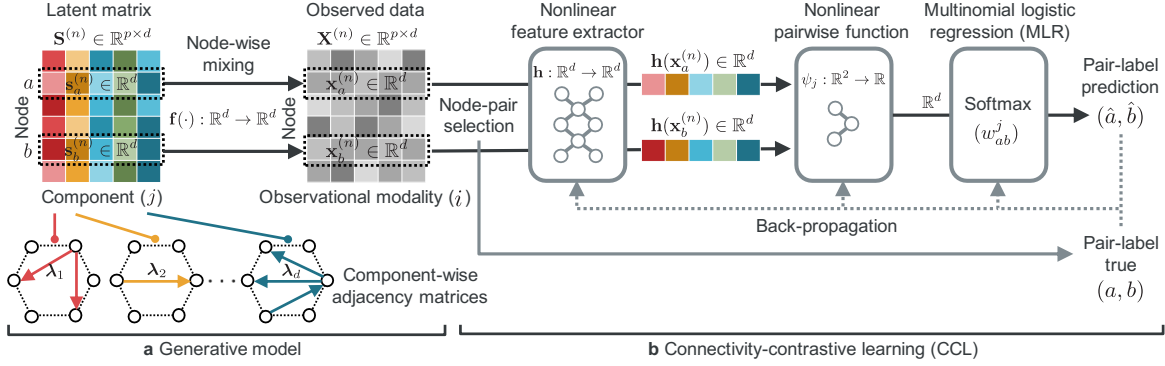 Latent matrix
S^(n) ∈ ℝ^{p×d}
Node-wise
mixing
f(·) : ℝ^d → ℝ^d
Node
a
s_a^(n) ∈ ℝ^d
b
s_b^(n) ∈ ℝ^d
Component (j)
Observed data
X^(n) ∈ ℝ^{p×d}
Node
x_a^(n) ∈ ℝ^d
x_b^(n) ∈ ℝ^d
Observational modality (i)
λ_1
λ_2
· · ·
λ_d
Component-wise
adjacency matrices
a Generative model
Node-pair
selection
Nonlinear
feature extractor
h : ℝ^d → ℝ^d
h(x_a^(n)) ∈ ℝ^d
h(x_b^(n)) ∈ ℝ^d
Nonlinear
pairwise function
ψ_j : ℝ^2 → ℝ
ℝ^d
Multinomial logistic
regression (MLR)
Softmax
(w_{ab}^j)
Pair-label
prediction
(â, b̂)
Back-propagation
Pair-label
true
(a, b)
b Connectivity-contrastive learning (CCL)